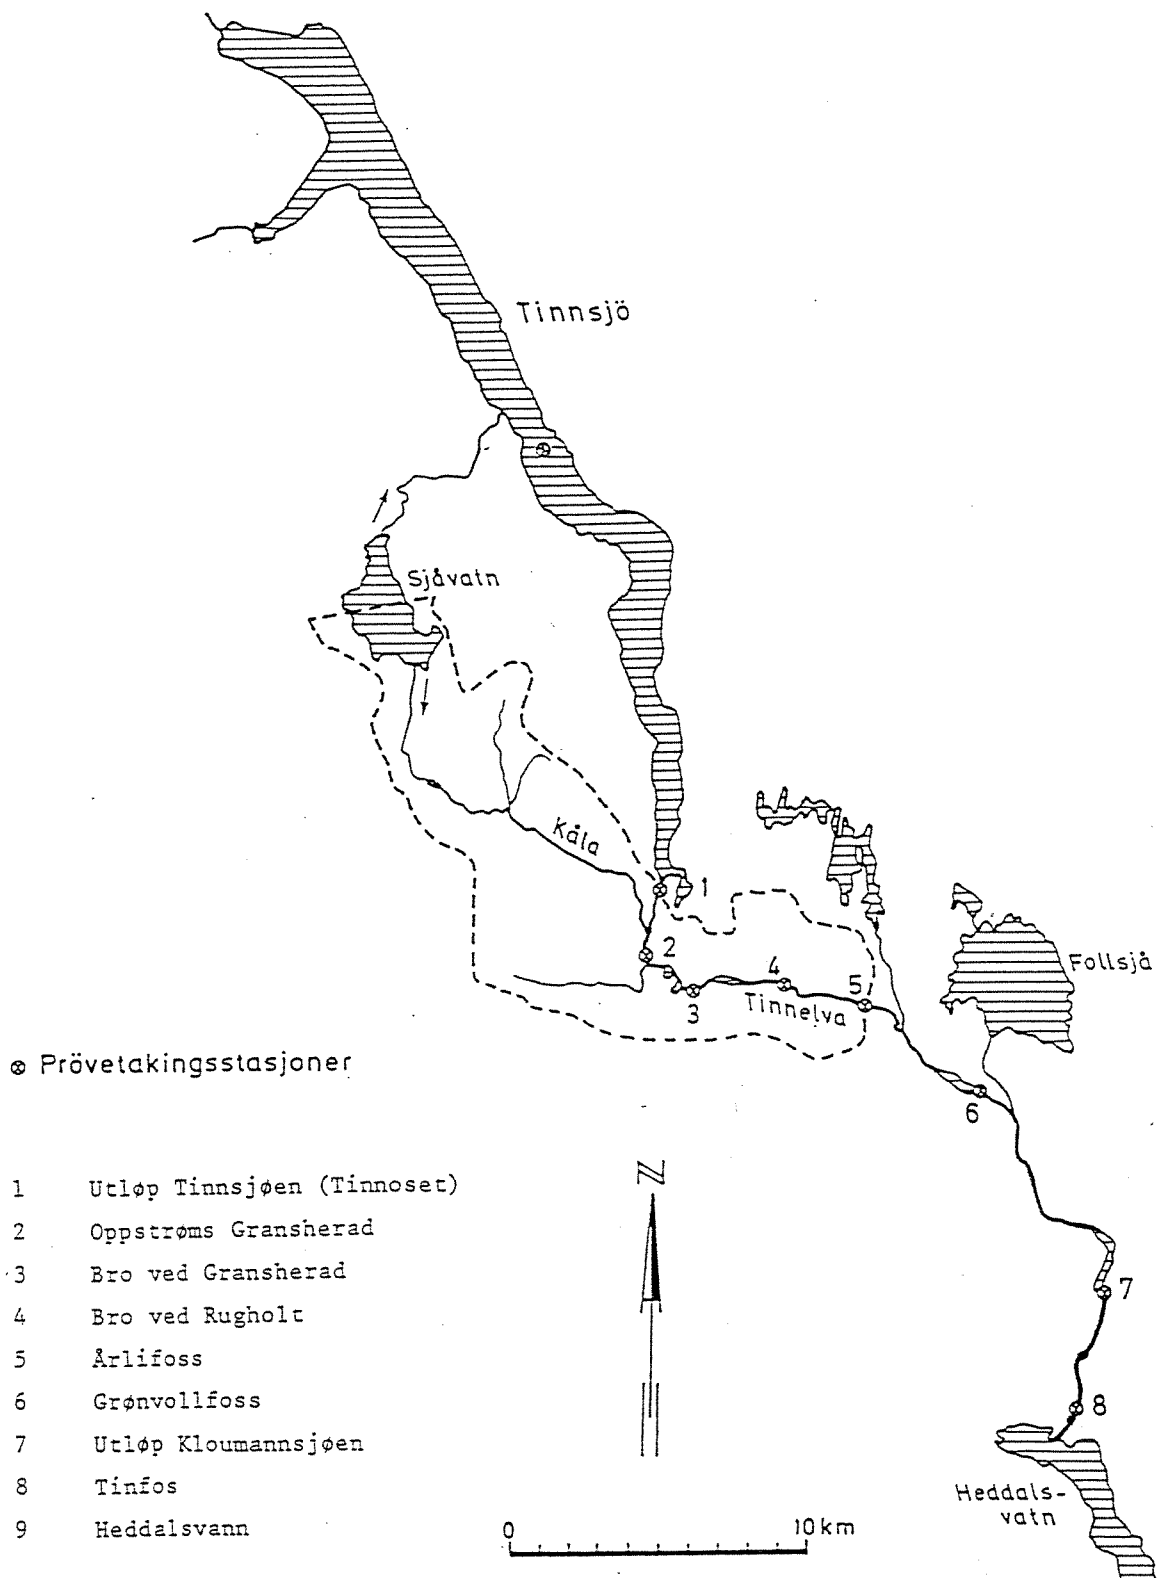 Tinnsjö
Sjåvatn
Kåla
1
2
3
4
5
Tinnelva
Follsjå
6
7
8
Heddals-
vatn
⊗ Prövetakingsstasjoner
N
1 Utløp Tinnsjøen (Tinnoset)
2 Oppstrøms Gransherad
3 Bro ved Gransherad
4 Bro ved Rugholt
5 Årlifoss
6 Grønvollfoss
7 Utløp Kloumannsjøen
8 Tinfos
9 Heddalsvann
0 10 km